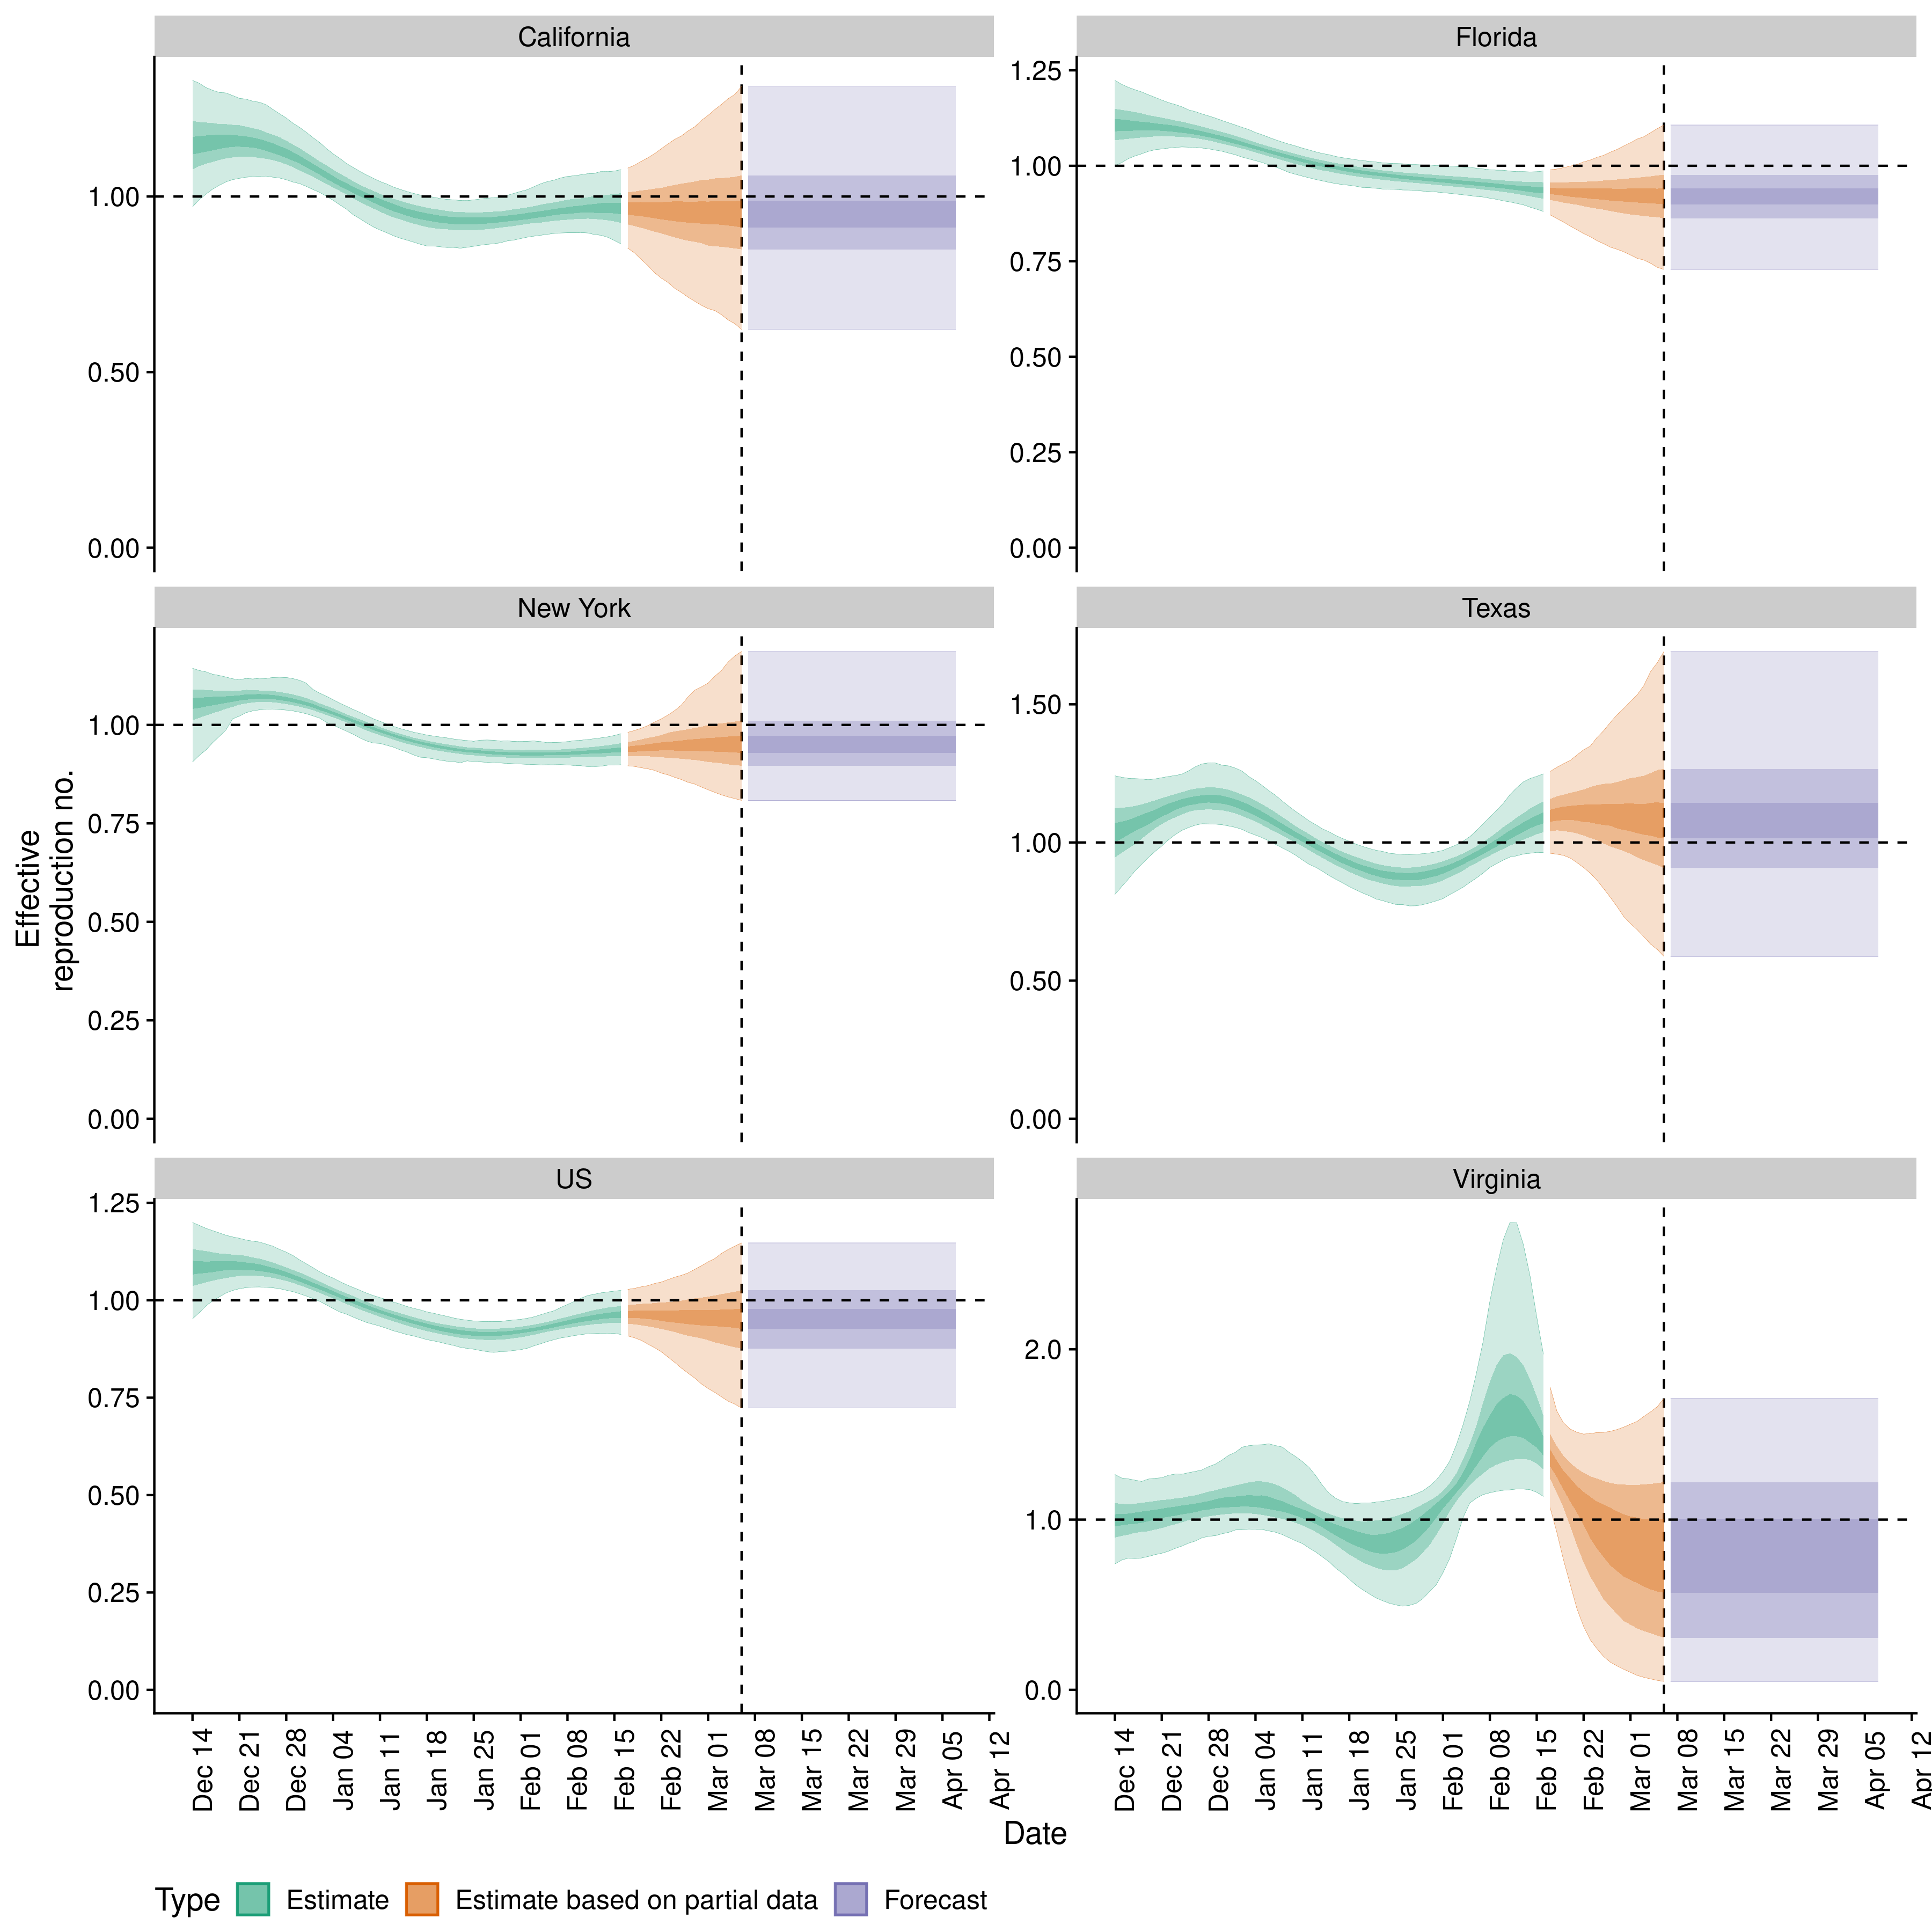 California
1.00
0.50
0.00
Florida
1.25
1.00
0.75
0.50
0.25
0.00
New York
1.00
0.75
0.50
0.25
0.00
Texas
1.50
1.00
0.50
0.00
Effective
reproduction no.
US
1.25
1.00
0.75
0.50
0.25
0.00
Virginia
2.0
1.0
0.0
Dec 14
Dec 21
Dec 28
Jan 04
Jan 11
Jan 18
Jan 25
Feb 01
Feb 08
Feb 15
Feb 22
Mar 01
Mar 08
Mar 15
Mar 22
Mar 29
Apr 05
Apr 12
Dec 14
Dec 21
Dec 28
Jan 04
Jan 11
Jan 18
Jan 25
Feb 01
Feb 08
Feb 15
Feb 22
Mar 01
Mar 08
Mar 15
Mar 22
Mar 29
Apr 05
Apr 12
Date
Type Estimate Estimate based on partial data Forecast